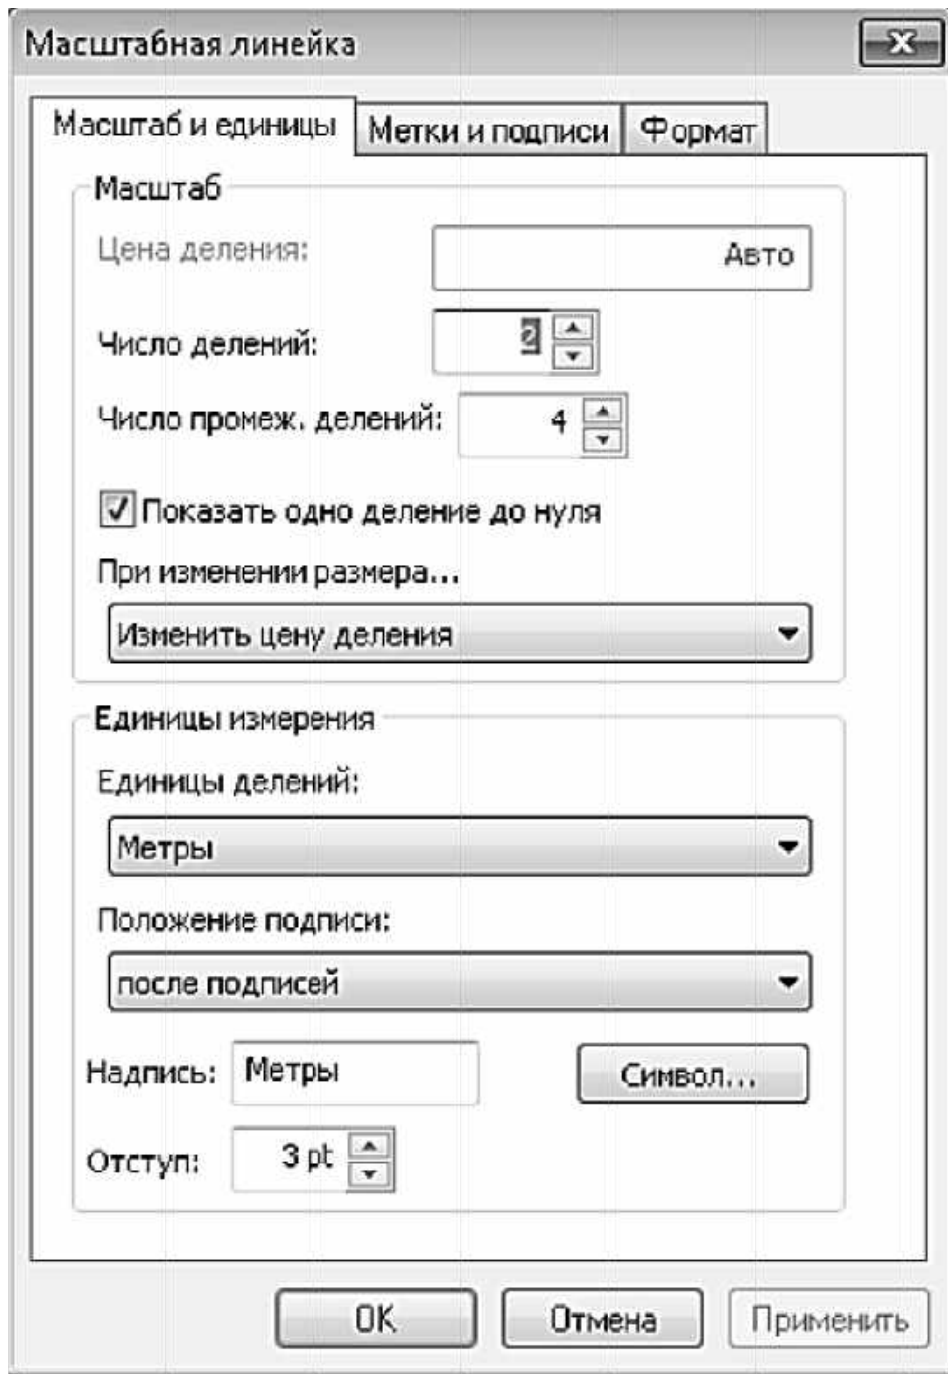 Масштабная линейка
Масштаб и единицы Метки и подписи Формат
Масштаб
Цена деления: Авто
Число делений: 2
Число промеж. делений: 4
Показать одно деление до нуля
При изменении размера...
Изменить цену деления
Единицы измерения
Единицы делений:
Метры
Положение подписи:
после подписей
Надпись: Метры Символ...
Отступ: 3 pt
OK Отмена Применить